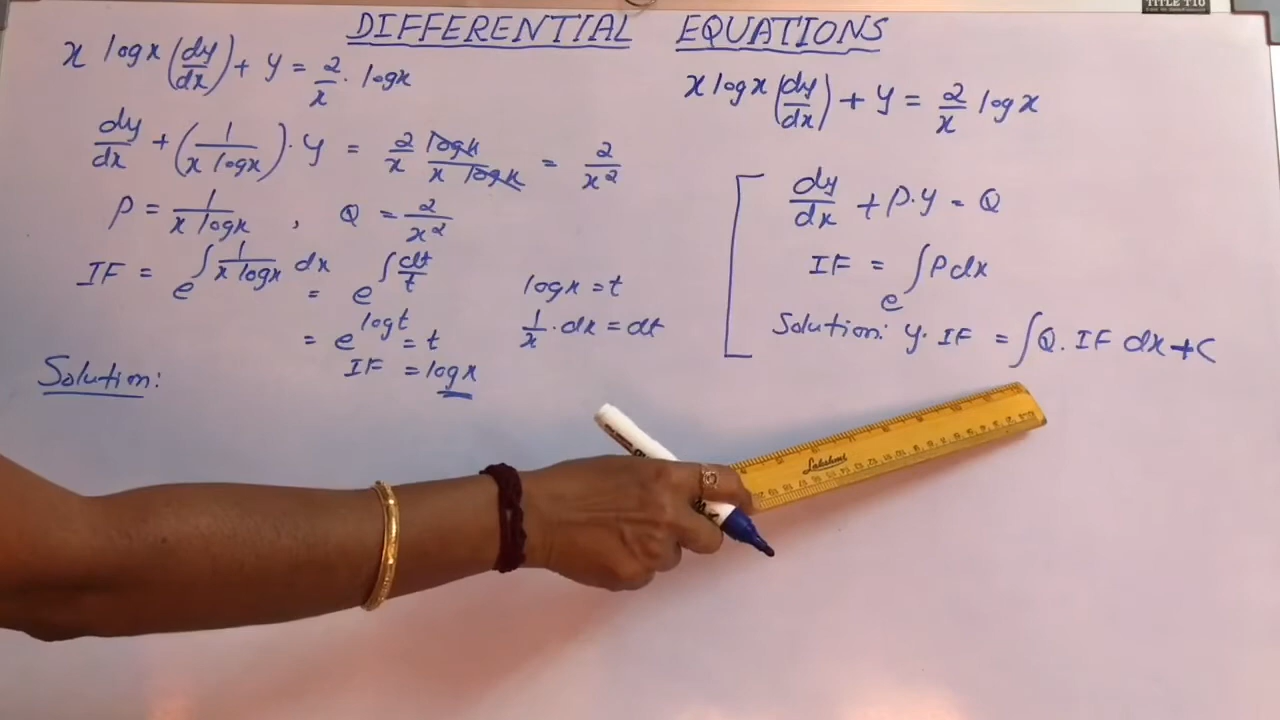 DIFFERENTIAL EQUATIONS
x log x (dy/dx) + y = 2/x · log x
dy/dx + (1/(x log x)) · y = 2/x log x/(x log x) = 2/x²
P = 1/(x log x) , Q = 2/x²
IF = e^∫ 1/(x log x) dx = e^∫ dt/t
log x = t
= e^log t = t
1/x · dx = dt
IF = log x
Solution:
x log x (dy/dx) + y = 2/x log x
dy/dx + P·y = Q
IF = e^∫ P dx
Solution: y· IF = ∫Q. IF dx + C
Lakshmi
TITLE T10